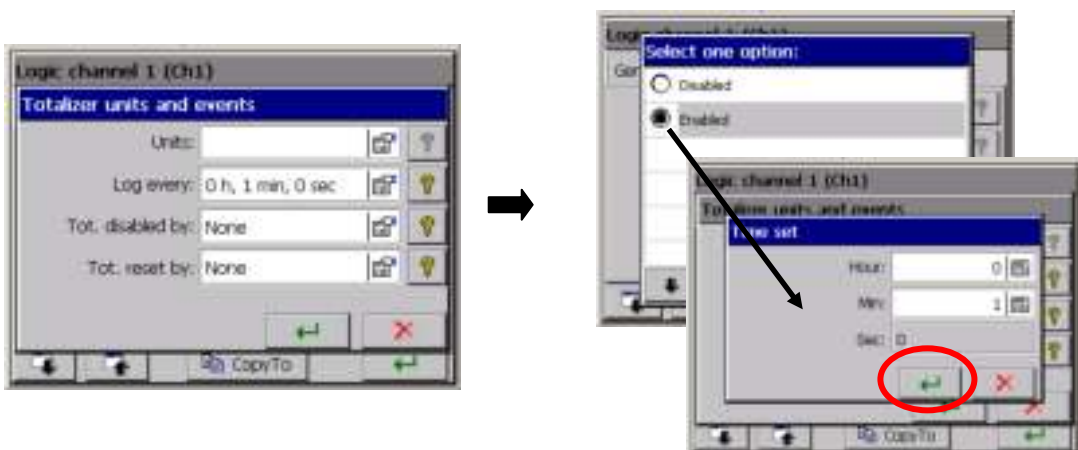 Logic channel 1 (Ch1)
Totalizer units and events
Units:
Log every: 0 h, 1 min, 0 sec
Tot. disabled by: None
Tot. reset by: None
CopyTo
Select one option:
Disabled
Enabled
Logic channel 1 (Ch1)
Totalizer units and events
Time set
Hour: 0
Min: 1
Sec: 0
CopyTo